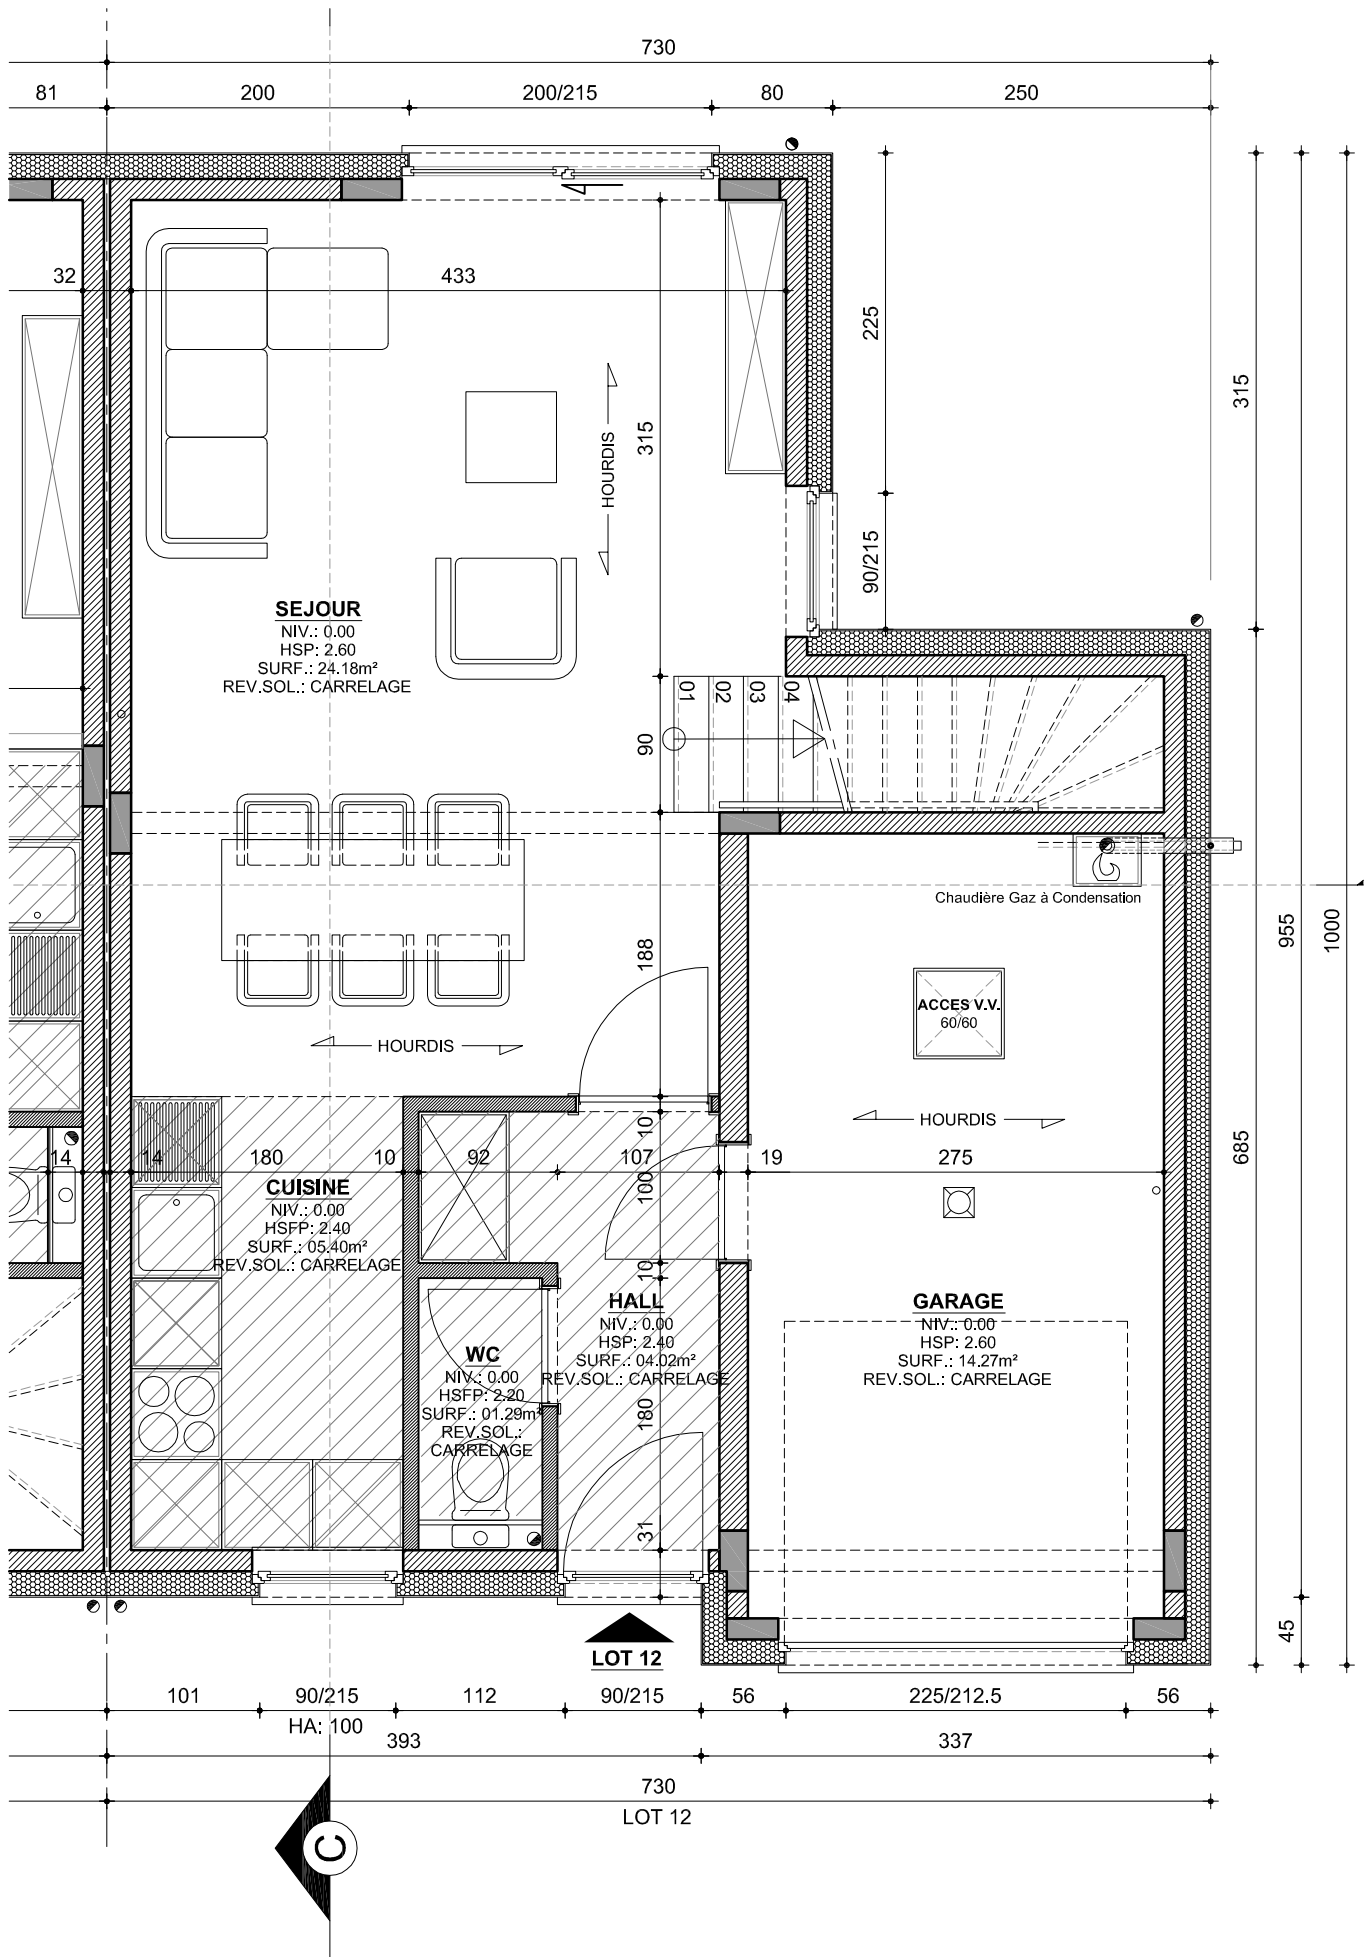 730
81
200
200/215
80
250
32
433
225
315
315
HOURDIS
90/215
SEJOUR
NIV.: 0.00
HSP: 2.60
SURF.: 24.18m²
REV.SOL.: CARRELAGE
01
02
03
04
90
Chaudière Gaz à Condensation
955
1000
188
ACCES V.V.
60/60
HOURDIS
HOURDIS
10
685
14
14
180
10
92
107
19
275
100
CUISINE
NIV.: 0.00
HSFP: 2.40
SURF.: 05.40m²
REV.SOL.: CARRELAGE
10
HALL
NIV.: 0.00
HSP: 2.40
SURF.: 04.02m²
REV.SOL.: CARRELAGE
GARAGE
NIV.: 0.00
HSP: 2.60
SURF.: 14.27m²
REV.SOL.: CARRELAGE
WC
NIV.: 0.00
HSFP: 2.20
SURF.: 01.29m²
REV.SOL.:
CARRELAGE
180
31
45
LOT 12
101
90/215
112
90/215
56
225/212.5
56
HA: 100
393
337
730
LOT 12
C